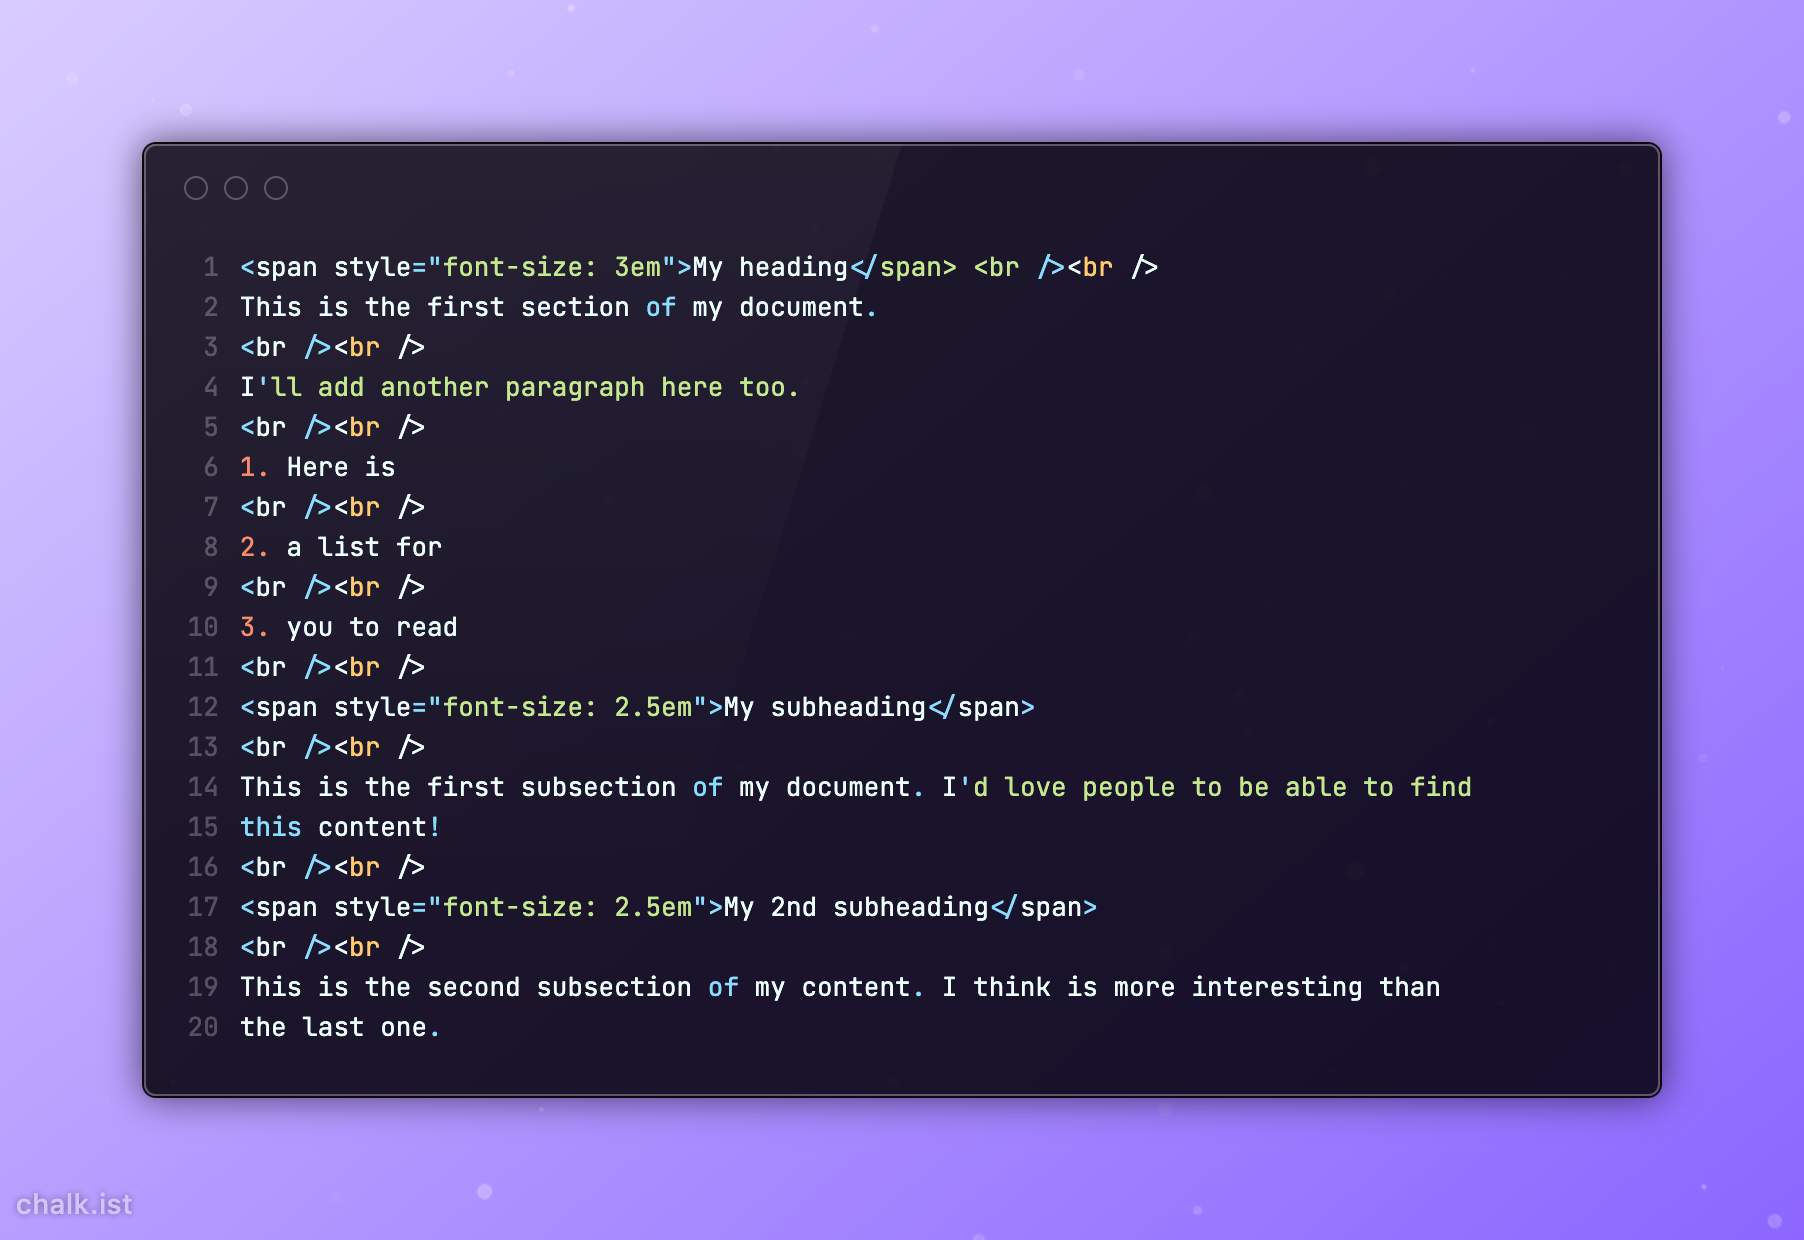 1 <span style="font-size: 3em">My heading</span> <br /><br />
2 This is the first section of my document.
3 <br /><br />
4 I'll add another paragraph here too.
5 <br /><br />
6 1. Here is
7 <br /><br />
8 2. a list for
9 <br /><br />
10 3. you to read
11 <br /><br />
12 <span style="font-size: 2.5em">My subheading</span>
13 <br /><br />
14 This is the first subsection of my document. I'd love people to be able to find
15 this content!
16 <br /><br />
17 <span style="font-size: 2.5em">My 2nd subheading</span>
18 <br /><br />
19 This is the second subsection of my content. I think is more interesting than
20 the last one.
chalk.ist